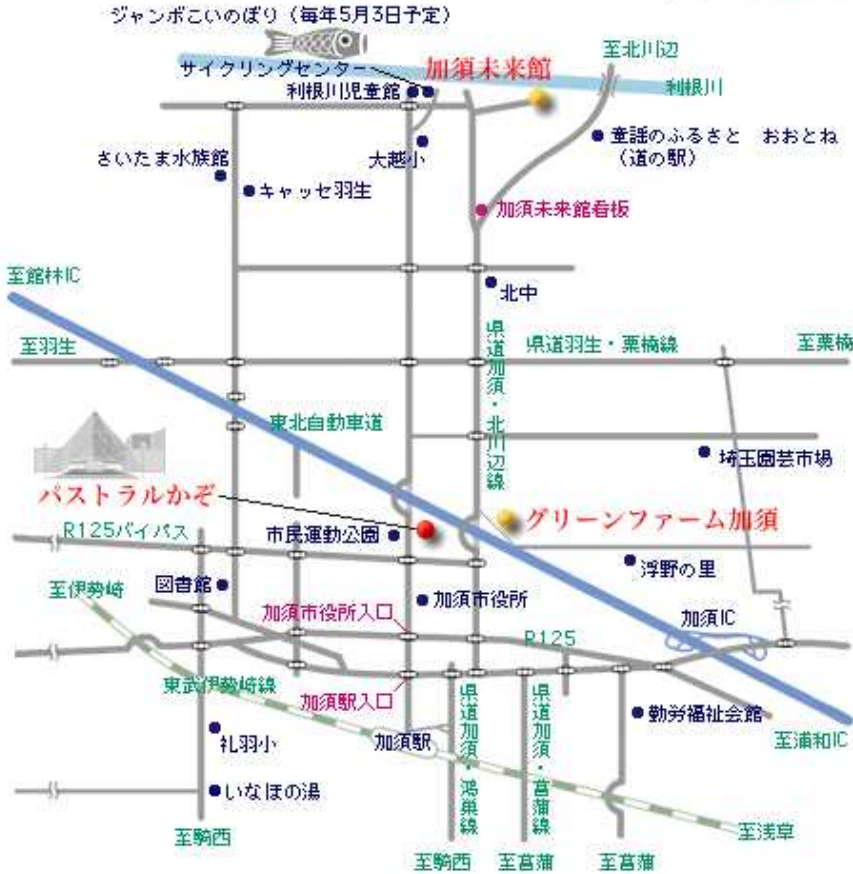 ジャンボこいのぼり（毎年5月3日予定）
至北川辺
サイクリングセンター
加須未来館
利根川児童館
利根川
童謡のふるさと　おおとね
（道の駅）
さいたま水族館
大越小
キャッセ羽生
加須未来館看板
至館林IC
北中
至羽生
県道加須・北川辺線
県道羽生・栗橋線
至栗橋
東北自動車道
埼玉園芸市場
パストラルかぞ
グリーンファーム加須
R125バイパス
市民運動公園
浮野の里
至伊勢崎
図書館
加須市役所
加須市役所入口
加須IC
R125
東武伊勢崎線
加須駅入口
県道加須・鴻巣線
県道加須・菖蒲線
勤労福祉会館
礼羽小
加須駅
至浦和IC
いなほの湯
至騎西
至浅草
至騎西
至菖蒲
至菖蒲